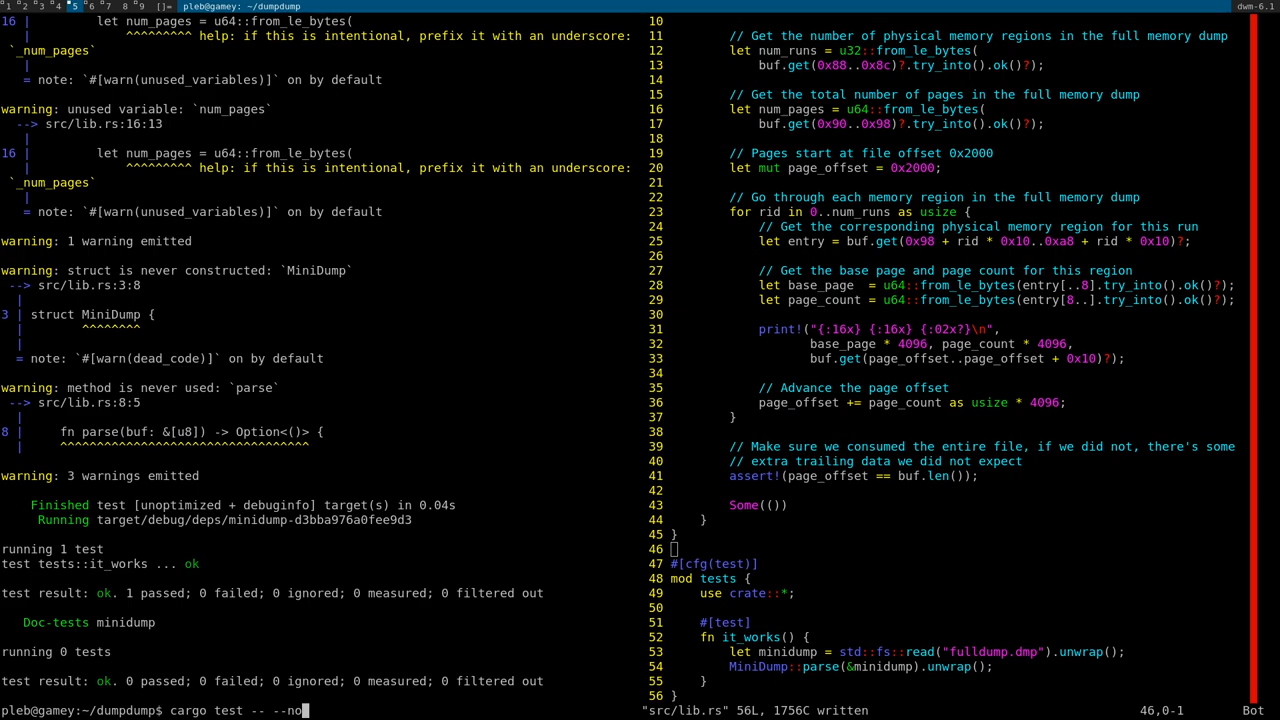 1 2 3 4 5 6 7 8 9 []= pleb@gamey: ~/dumpdump dwm-6.1
16 |         let num_pages = u64::from_le_bytes(
   |             ^^^^^^^^^ help: if this is intentional, prefix it with an underscore:
`_num_pages`
   |
   = note: `#[warn(unused_variables)]` on by default
warning: unused variable: `num_pages`
  --> src/lib.rs:16:13
   |
16 |         let num_pages = u64::from_le_bytes(
   |             ^^^^^^^^^ help: if this is intentional, prefix it with an underscore:
`_num_pages`
   |
   = note: `#[warn(unused_variables)]` on by default
warning: 1 warning emitted
warning: struct is never constructed: `MiniDump`
 --> src/lib.rs:3:8
  |
3 | struct MiniDump {
  |        ^^^^^^^^
  |
  = note: `#[warn(dead_code)]` on by default
warning: method is never used: `parse`
 --> src/lib.rs:8:5
  |
8 |     fn parse(buf: &[u8]) -> Option<()> {
  |     ^^^^^^^^^^^^^^^^^^^^^^^^^^^^^^^^^^
warning: 3 warnings emitted
    Finished test [unoptimized + debuginfo] target(s) in 0.04s
     Running target/debug/deps/minidump-d3bba976a0fee9d3
running 1 test
test tests::it_works ... ok
test result: ok. 1 passed; 0 failed; 0 ignored; 0 measured; 0 filtered out
   Doc-tests minidump
running 0 tests
test result: ok. 0 passed; 0 failed; 0 ignored; 0 measured; 0 filtered out
pleb@gamey:~/dumpdump$ cargo test -- --no
10
11         // Get the number of physical memory regions in the full memory dump
12         let num_runs = u32::from_le_bytes(
13             buf.get(0x88..0x8c)?.try_into().ok()?);
14
15         // Get the total number of pages in the full memory dump
16         let num_pages = u64::from_le_bytes(
17             buf.get(0x90..0x98)?.try_into().ok()?);
18
19         // Pages start at file offset 0x2000
20         let mut page_offset = 0x2000;
21
22         // Go through each memory region in the full memory dump
23         for rid in 0..num_runs as usize {
24             // Get the corresponding physical memory region for this run
25             let entry = buf.get(0x98 + rid * 0x10..0xa8 + rid * 0x10)?;
26
27             // Get the base page and page count for this region
28             let base_page  = u64::from_le_bytes(entry[..8].try_into().ok()?);
29             let page_count = u64::from_le_bytes(entry[8..].try_into().ok()?);
30
31             print!("{:16x} {:16x} {:02x?}\n",
32                    base_page * 4096, page_count * 4096,
33                    buf.get(page_offset..page_offset + 0x10)?);
34
35             // Advance the page offset
36             page_offset += page_count as usize * 4096;
37         }
38
39         // Make sure we consumed the entire file, if we did not, there's some
40         // extra trailing data we did not expect
41         assert!(page_offset == buf.len());
42
43         Some(())
44     }
45 }
46
47 #[cfg(test)]
48 mod tests {
49     use crate::*;
50
51     #[test]
52     fn it_works() {
53         let minidump = std::fs::read("fulldump.dmp").unwrap();
54         MiniDump::parse(&minidump).unwrap();
55     }
56 }
"src/lib.rs" 56L, 1756C written 46,0-1 Bot